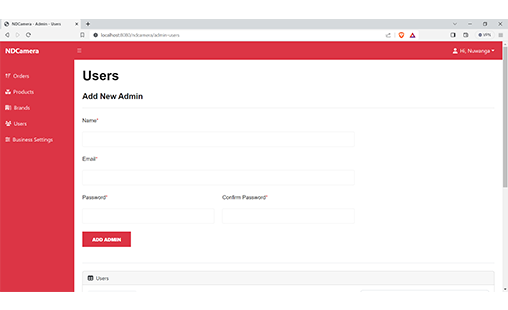 NDCamera - Admin - Users
localhost:8080/ndcamera/admin-users
VPN
NDCamera
Hi, Nuwanga
Orders
Products
Brands
Users
Business Settings
Users
Add New Admin
Name*
Email*
Password*
Confirm Password*
ADD ADMIN
Users